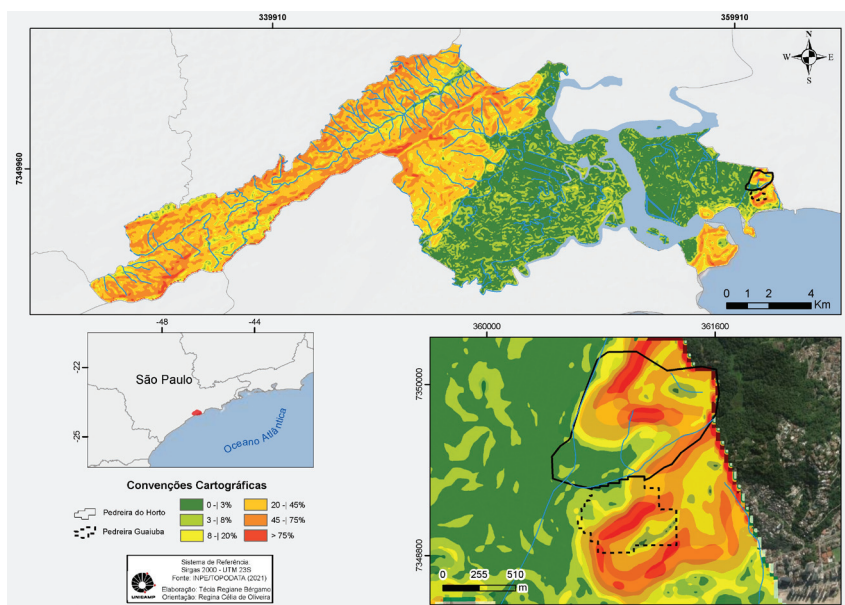 339910
359910
7349960
N
W
E
S
0 1 2 4
Km
-48
-44
-22
-25
São Paulo
Oceano Atlântico
360000
361600
7350000
7348800
0 255 510
m
Convenções Cartográficas
Pedreira do Horto
Pedreira Guaiuba
0 -| 3%
3 -| 8%
8 -| 20%
20 -| 45%
45 -| 75%
> 75%
UNICAMP
Sistema de Referência
Sirgas 2000 - UTM 23S
Fonte: INPE/TOPODATA (2021)
Elaboração: Técia Regiane Bérgamo
Orientação: Regina Célia de Oliveira